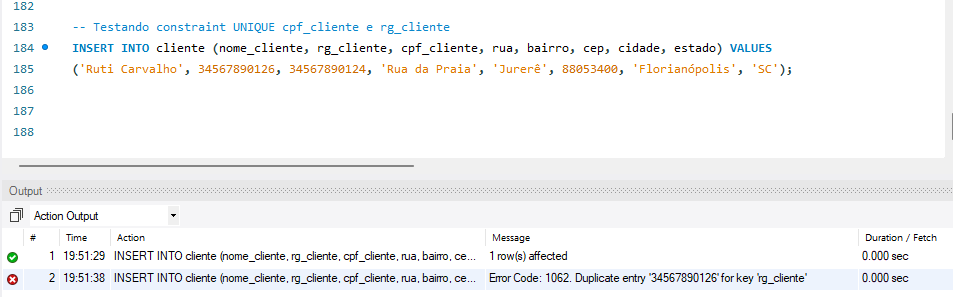 182
183 -- Testando constraint UNIQUE cpf_cliente e rg_cliente
184 INSERT INTO cliente (nome_cliente, rg_cliente, cpf_cliente, rua, bairro, cep, cidade, estado) VALUES
185 ('Ruti Carvalho', 34567890126, 34567890124, 'Rua da Praia', 'Jurerê', 88053400, 'Florianópolis', 'SC');
186
187
188
Output
Action Output
# Time Action Message Duration / Fetch
1 19:51:29 INSERT INTO cliente (nome_cliente, rg_cliente, cpf_cliente, rua, bairro, ce... 1 row(s) affected 0.000 sec
2 19:51:38 INSERT INTO cliente (nome_cliente, rg_cliente, cpf_cliente, rua, bairro, ce... Error Code: 1062. Duplicate entry '34567890126' for key 'rg_cliente' 0.000 sec